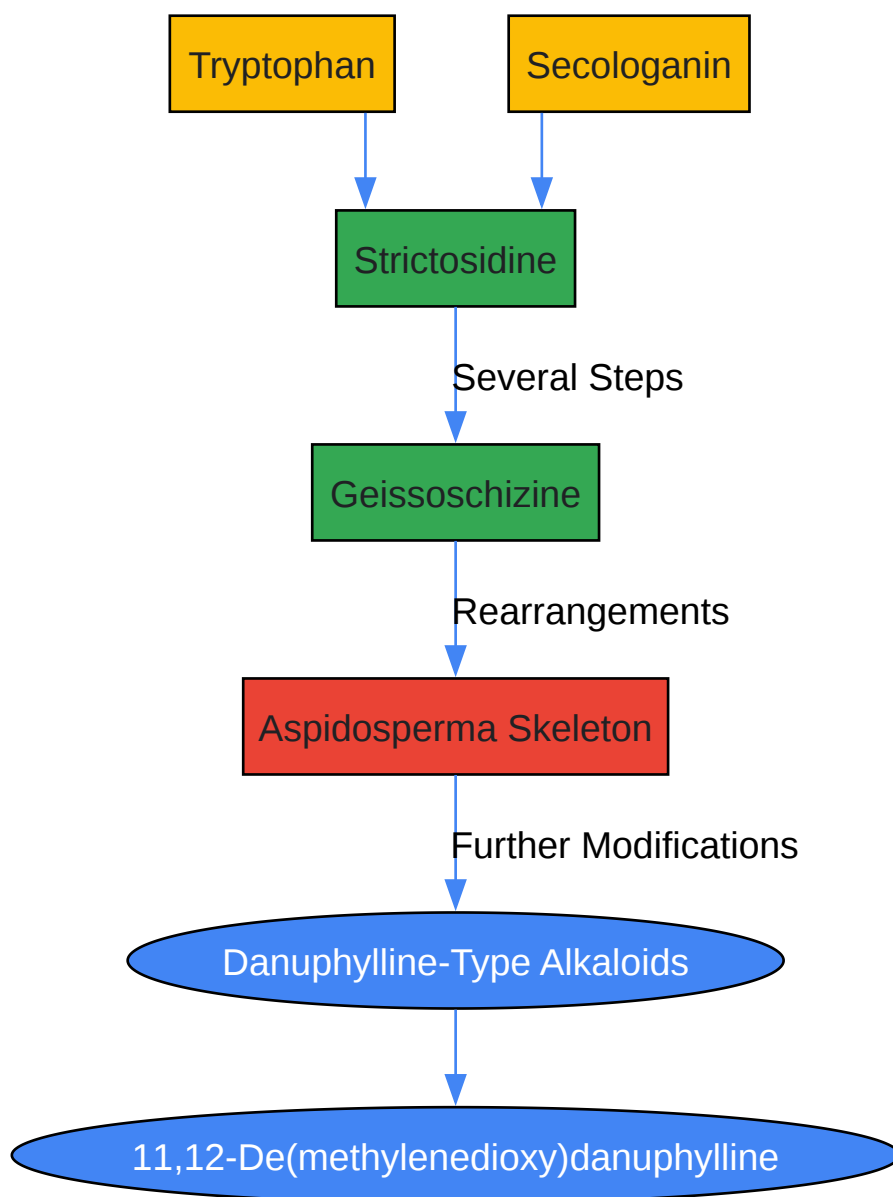 Tryptophan
Secologanin
Strictosidine
Several Steps
Geissoschizine
Rearrangements
Aspidosperma Skeleton
Further Modifications
Danuphylline-Type Alkaloids
11,12-De(methylenedioxy)danuphylline